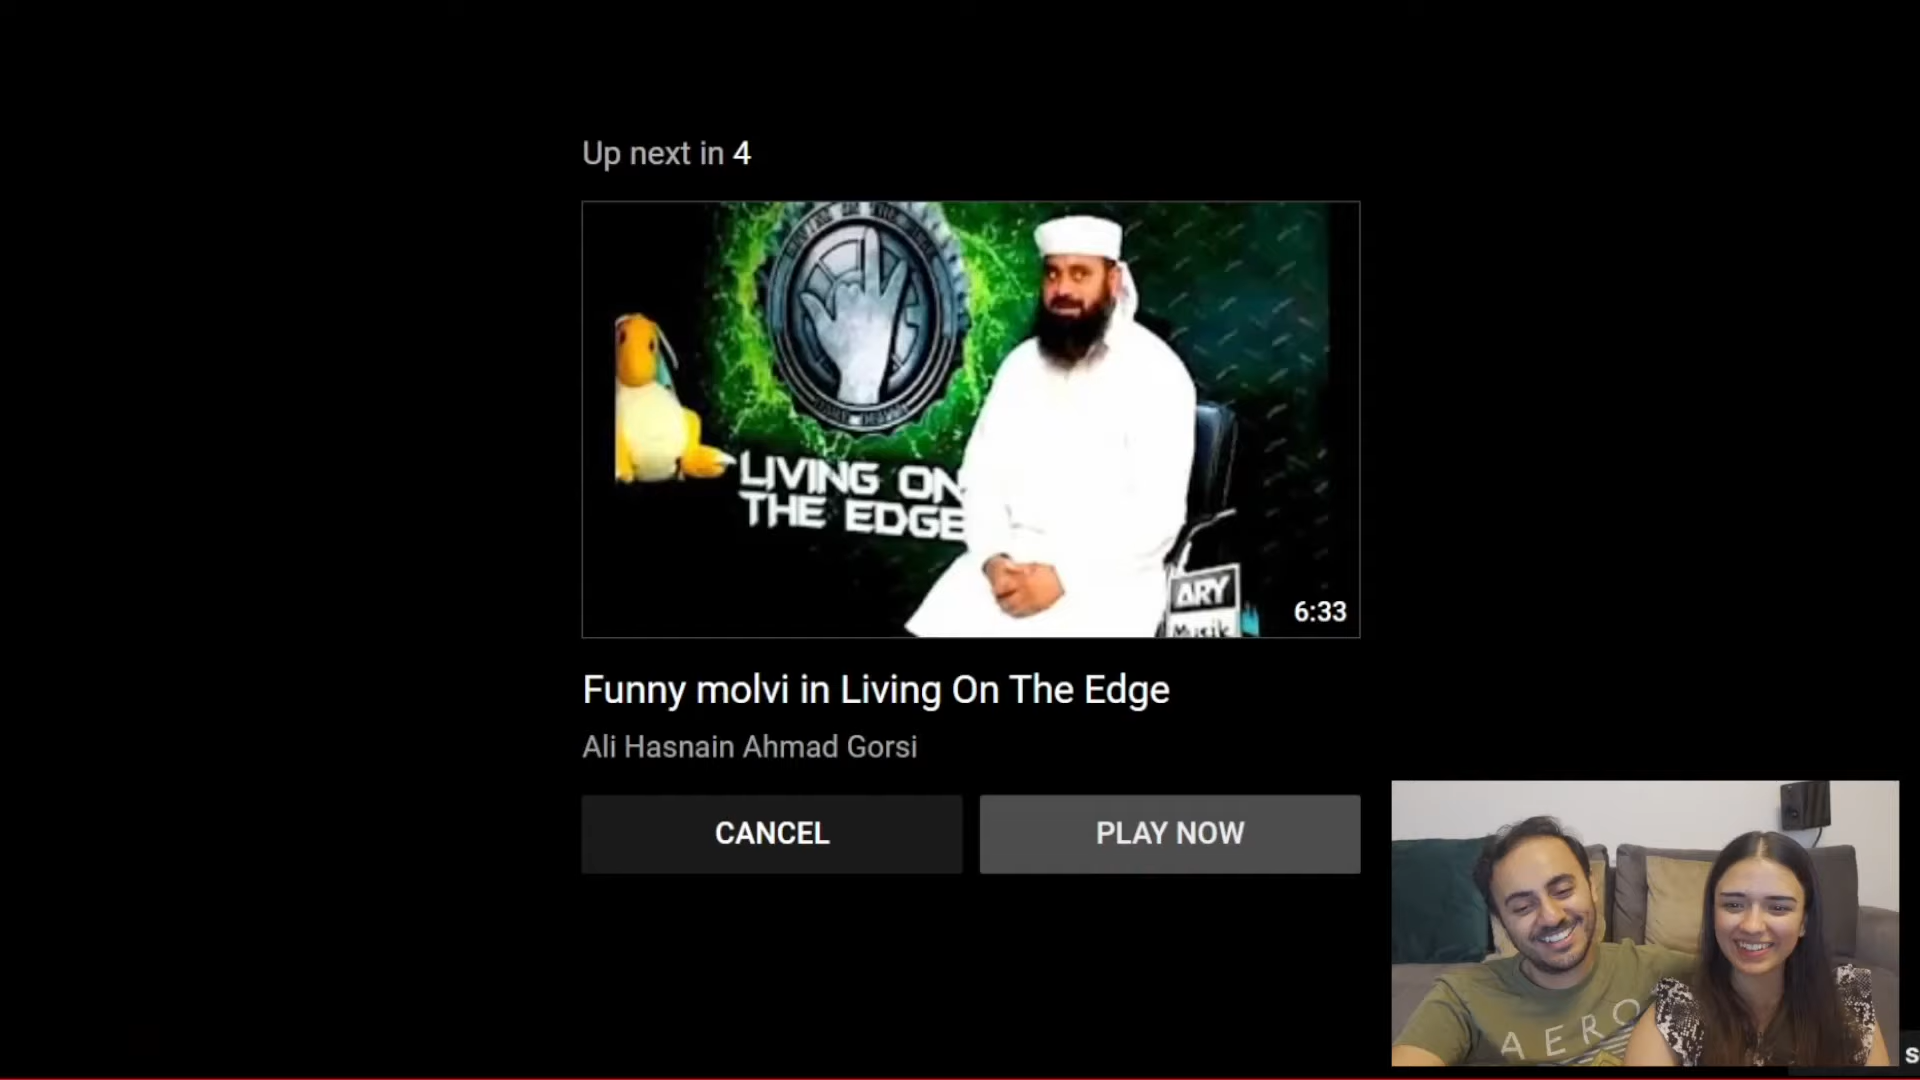 Up next in 4
LIVING ON
THE EDGE
ARY
Musik
6:33
Funny molvi in Living On The Edge
Ali Hasnain Ahmad Gorsi
CANCEL
PLAY NOW
AERO
s